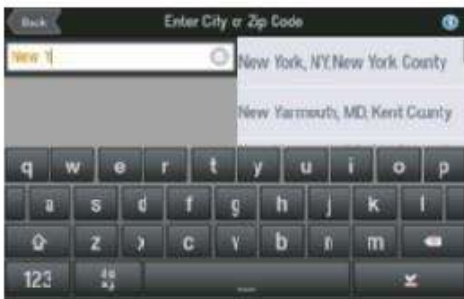 Back Enter City or Zip Code
New Y
New York, NY, New York County
New Yarmouth, MD, Kent County
q w e r t y u i o p
a s d f g h j k l
z x c v b n m
123